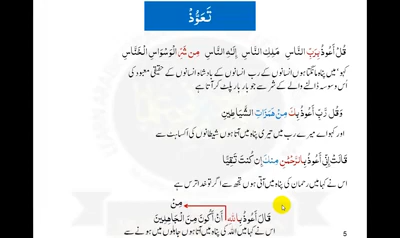 تَعَوُّذُ
قُلْ أَعُوذُ بِرَبِّ النَّاسِ مَلِكِ النَّاسِ إِلَهِ النَّاسِ مِن شَرِّ الْوَسْوَاسِ الْخَنَّاسِ
کہو' میں پناہ مانگتا ہوں انسانوں کے رب انسانوں کے بادشاہ انسانوں کے حقیقی معبود کی
اُس وسوسہ ڈالنے والے کے شر سے جو بار بار پلٹ کر آتا ہے
وَقُل رَّبِّ أَعُوذُ بِكَ مِنْ هَمَزَاتِ الشَّيَاطِينِ
اور کہو اے میرے رب میں تیری پناہ میں آتا ہوں شیطانوں کی اکساہٹ سے
قَالَتْ إِنِّي أَعُوذُ بِالرَّحْمَنِ مِنكَ إِن كُنتَ تَقِيًّا
اس نے کہا میں رحمان کی پناہ میں آتی ہوں تجھ سے اگر تو خدا ترس ہے
مِنْ
قَالَ أَعُوذُ بِاللهِ أَنْ أَكُونَ مِنَ الْجَاهِلِينَ
اس نے کہا میں اللہ کی پناہ میں آتا ہوں جاہلوں میں ہونے سے
5